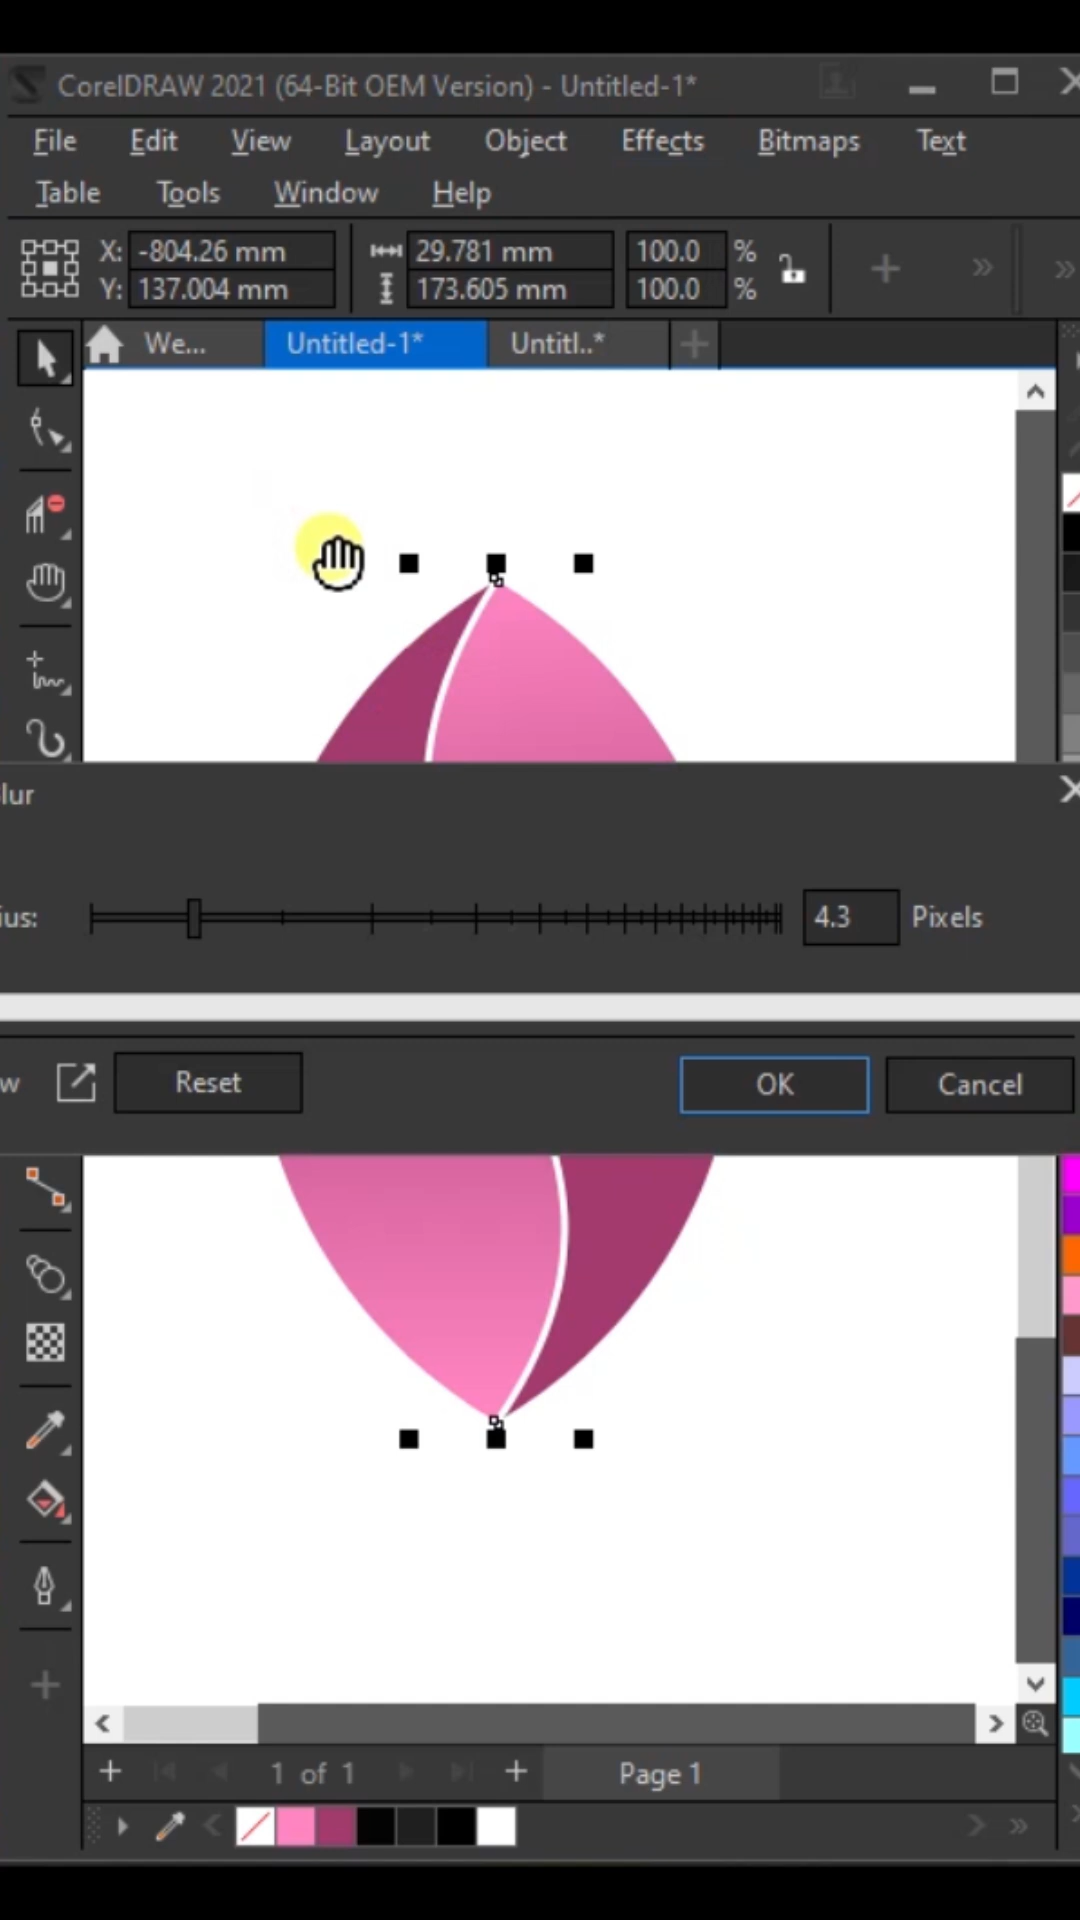 CorelDRAW 2021 (64-Bit OEM Version) - Untitled-1*
File Edit View Layout Object Effects Bitmaps Text
Table Tools Window Help
X: -804.26 mm 29.781 mm 100.0 %
Y: 137.004 mm 173.605 mm 100.0 %
We... Untitled-1* Untitl..*
lur
ius: 4.3 Pixels
w Reset OK Cancel
1 of 1 Page 1